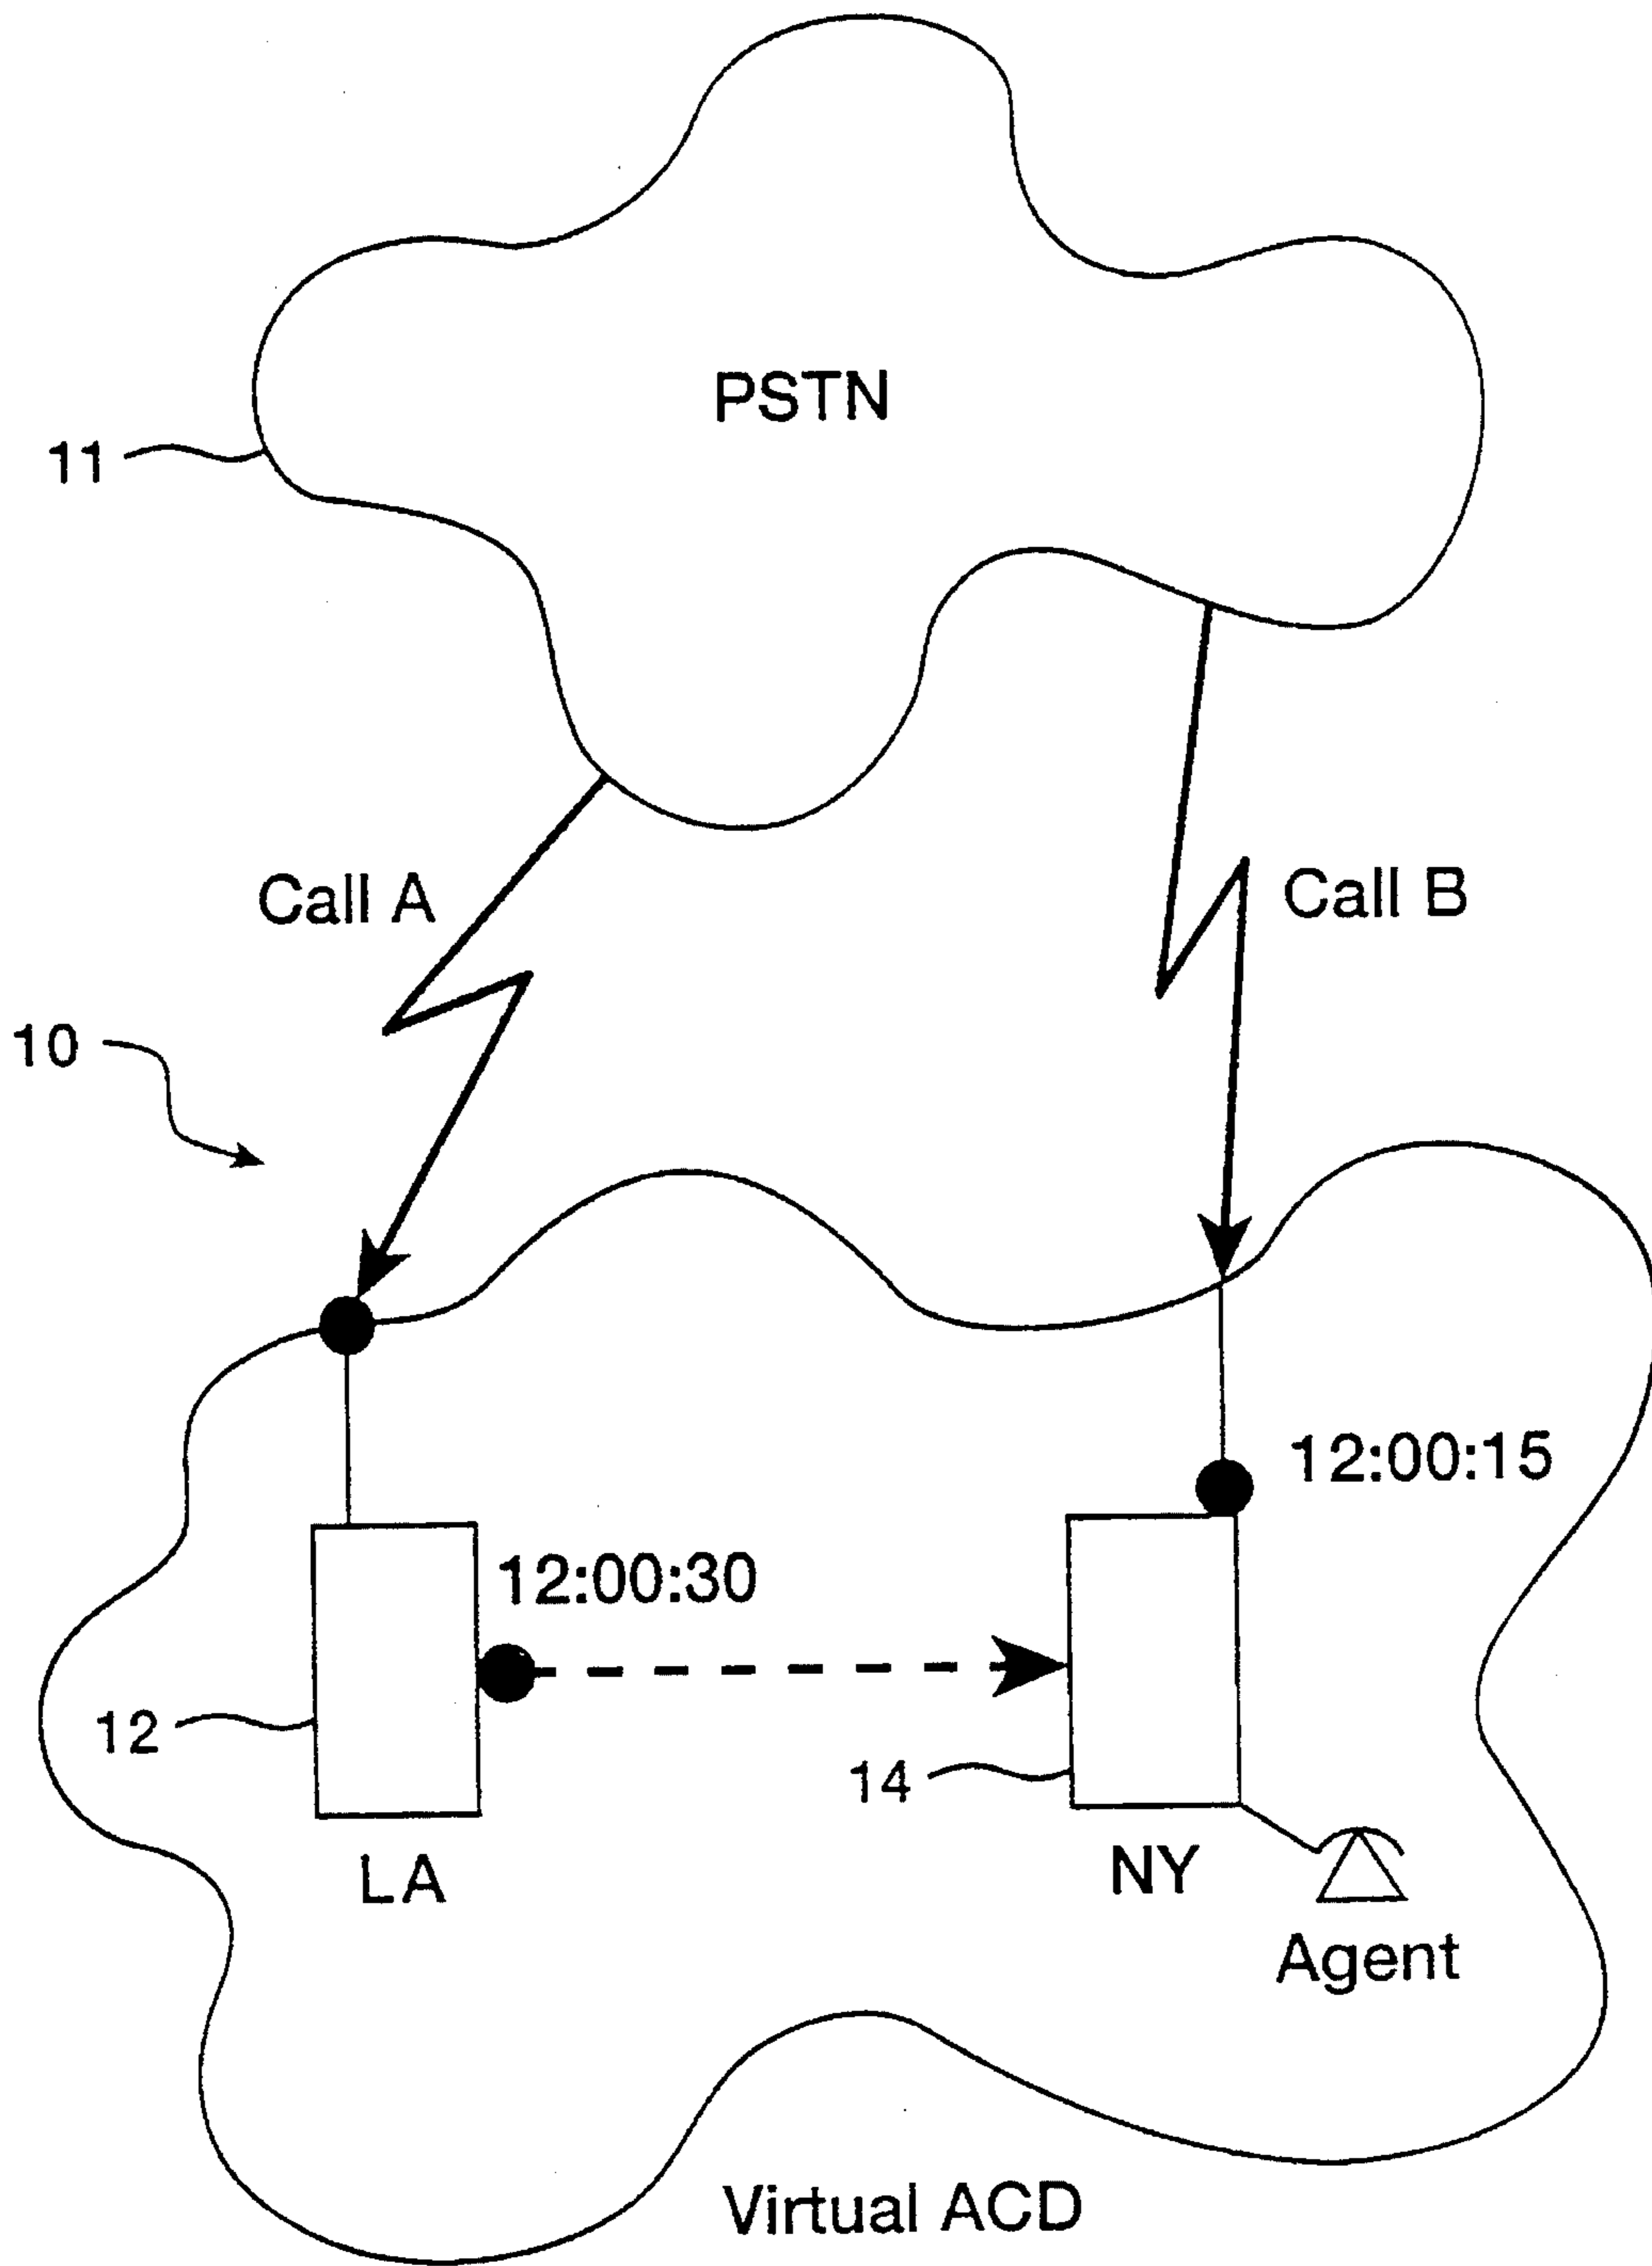 PSTN
11
Call A
Call B
10
12:00:15
12:00:30
12
14
LA
NY
Agent
Virtual ACD